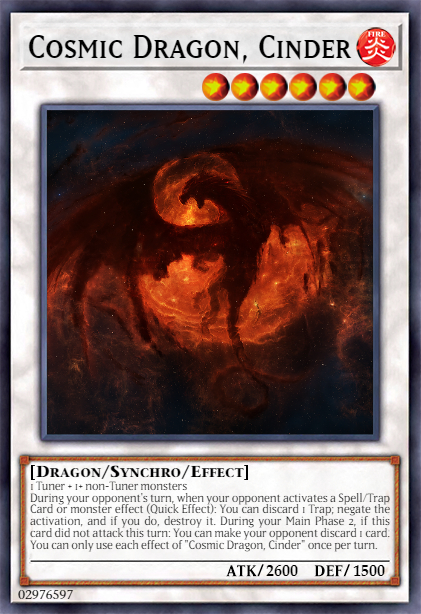 Cosmic Dragon, Cinder
FIRE
炎
[Dragon/Synchro/Effect]
1 Tuner + 1+ non-Tuner monsters
During your opponent's turn, when your opponent activates a Spell/Trap
Card or monster effect (Quick Effect): You can discard 1 Trap; negate the
activation, and if you do, destroy it. During your Main Phase 2, if this
card did not attack this turn: You can make your opponent discard 1 card.
You can only use each effect of "Cosmic Dragon, Cinder" once per turn.
ATK/2600 DEF/1500
02976597